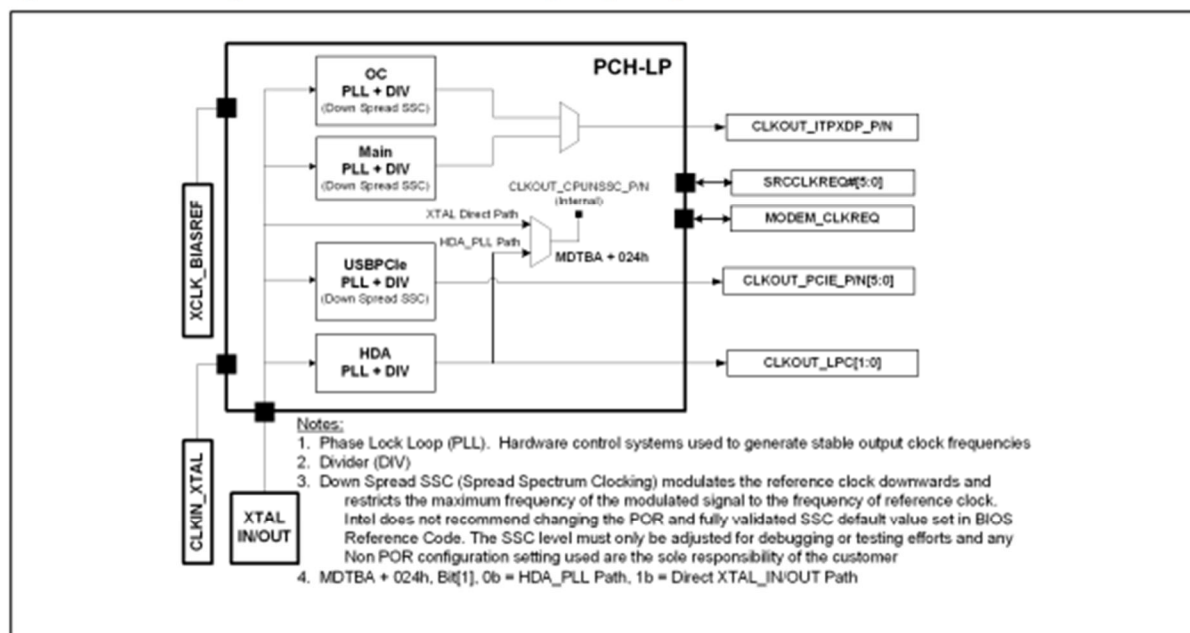 PCH-LP
OC
PLL + DIV
(Down Spread SSC)
CLKOUT_ITPXDP_P/N
Main
PLL + DIV
(Down Spread SSC)
SRCCLKREQ#[5:0]
CLKOUT_CPUNSSC_P/N
(Internal)
MODEM_CLKREQ
XTAL Direct Path
HDA_PLL Path
MDTBA + 024h
USBPCIe
PLL + DIV
(Down Spread SSC)
CLKOUT_PCIE_P/N[5:0]
HDA
PLL + DIV
CLKOUT_LPC[1:0]
XCLK_BIASREF
CLKIN_XTAL
XTAL
IN/OUT
Notes:
1. Phase Lock Loop (PLL). Hardware control systems used to generate stable output clock frequencies
2. Divider (DIV)
3. Down Spread SSC (Spread Spectrum Clocking) modulates the reference clock downwards and
restricts the maximum frequency of the modulated signal to the frequency of reference clock.
Intel does not recommend changing the POR and fully validated SSC default value set in BIOS
Reference Code. The SSC level must only be adjusted for debugging or testing efforts and any
Non POR configuration setting used are the sole responsibility of the customer
4. MDTBA + 024h, Bit[1], 0b = HDA_PLL Path, 1b = Direct XTAL_IN/OUT Path